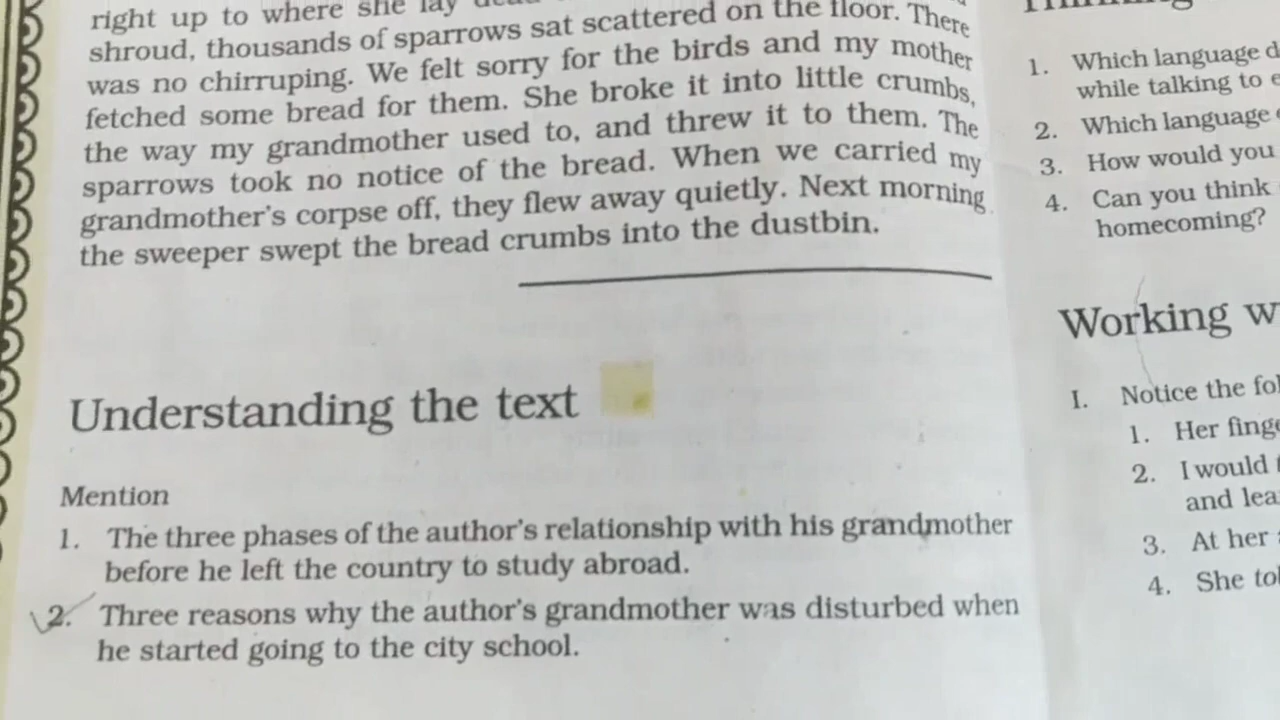 right up to where she lay
shroud, thousands of sparrows sat scattered on the floor. There
was no chirruping. We felt sorry for the birds and my mother
fetched some bread for them. She broke it into little crumbs,
the way my grandmother used to, and threw it to them. The
sparrows took no notice of the bread. When we carried my
grandmother's corpse off, they flew away quietly. Next morning
the sweeper swept the bread crumbs into the dustbin.
Understanding the text
Mention
1. The three phases of the author's relationship with his grandmother
before he left the country to study abroad.
2. Three reasons why the author's grandmother was disturbed when
he started going to the city school.
1. Which language
while talking to
2. Which language
3. How would you
4. Can you think
homecoming?
Working
I. Notice the
1. Her
2. I would
and
3. At her
4. She